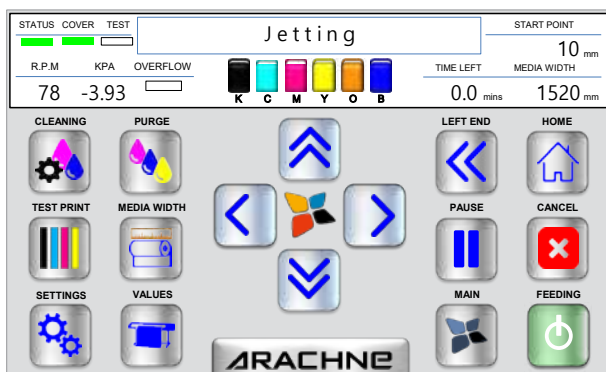 STATUS COVER TEST
Jetting
START POINT
10 mm
R.P.M KPA OVERFLOW
TIME LEFT MEDIA WIDTH
78 -3.93
K C M Y O B
0.0 mins 1520 mm
CLEANING PURGE LEFT END HOME
TEST PRINT MEDIA WIDTH PAUSE CANCEL
SETTINGS VALUES MAIN FEEDING
ARACHNE